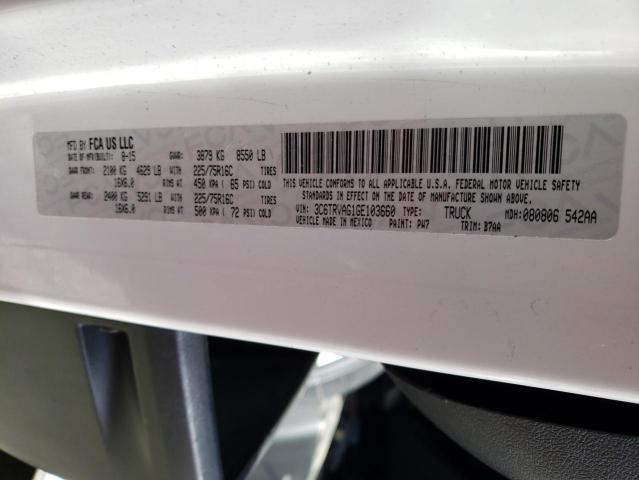 MFD BY FCA US LLC
DATE OF MFR/BUILT: 8-15 GVWR: 3879 KG 8550 LB
GAWR FRONT: 2100 KG 4629 LB WITH 225/75R16C TIRES
16X6.0 RIMS AT 450 KPA ( 65 PSI) COLD
GAWR REAR: 2400 KG 5291 LB WITH 225/75R16C TIRES
16X6.0 RIMS AT 500 KPA ( 72 PSI) COLD
THIS VEHICLE CONFORMS TO ALL APPLICABLE U.S.A. FEDERAL MOTOR VEHICLE SAFETY
STANDARDS IN EFFECT ON THE DATE OF MANUFACTURE SHOWN ABOVE.
VIN: 3C6TRVAG1GE103660 TYPE: TRUCK MDH: 080806 542AA
VEHICLE MADE IN MEXICO PAINT: PW7 TRIM: B7AA